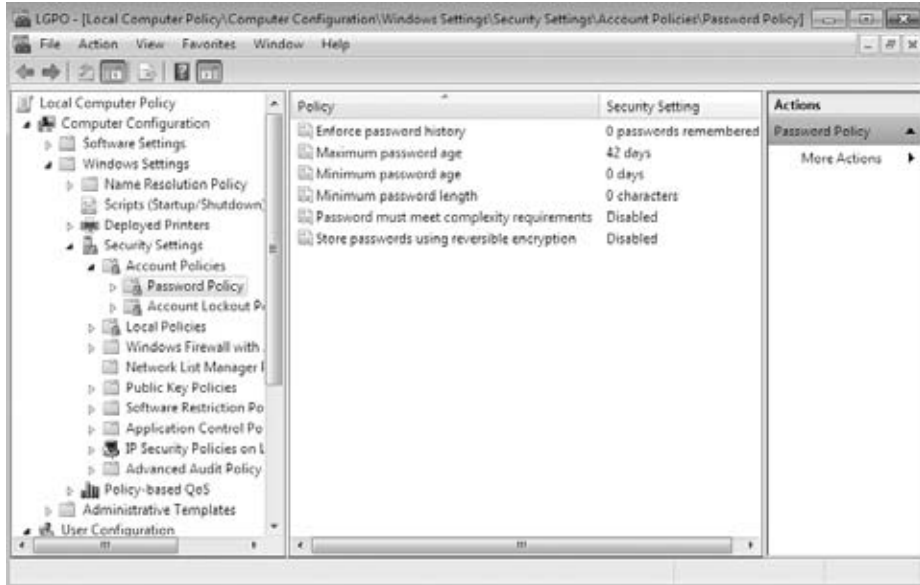 LGPO - [Local Computer Policy\Computer Configuration\Windows Settings\Security Settings\Account Policies\Password Policy]
File Action View Favorites Window Help
Local Computer Policy
Computer Configuration
Software Settings
Windows Settings
Name Resolution Policy
Scripts (Startup/Shutdown)
Deployed Printers
Security Settings
Account Policies
Password Policy
Account Lockout Po
Local Policies
Windows Firewall with
Network List Manager
Public Key Policies
Software Restriction Po
Application Control Po
IP Security Policies on L
Advanced Audit Policy
Policy-based QoS
Administrative Templates
User Configuration
Policy Security Setting
Enforce password history 0 passwords remembered
Maximum password age 42 days
Minimum password age 0 days
Minimum password length 0 characters
Password must meet complexity requirements Disabled
Store passwords using reversible encryption Disabled
Actions
Password Policy
More Actions